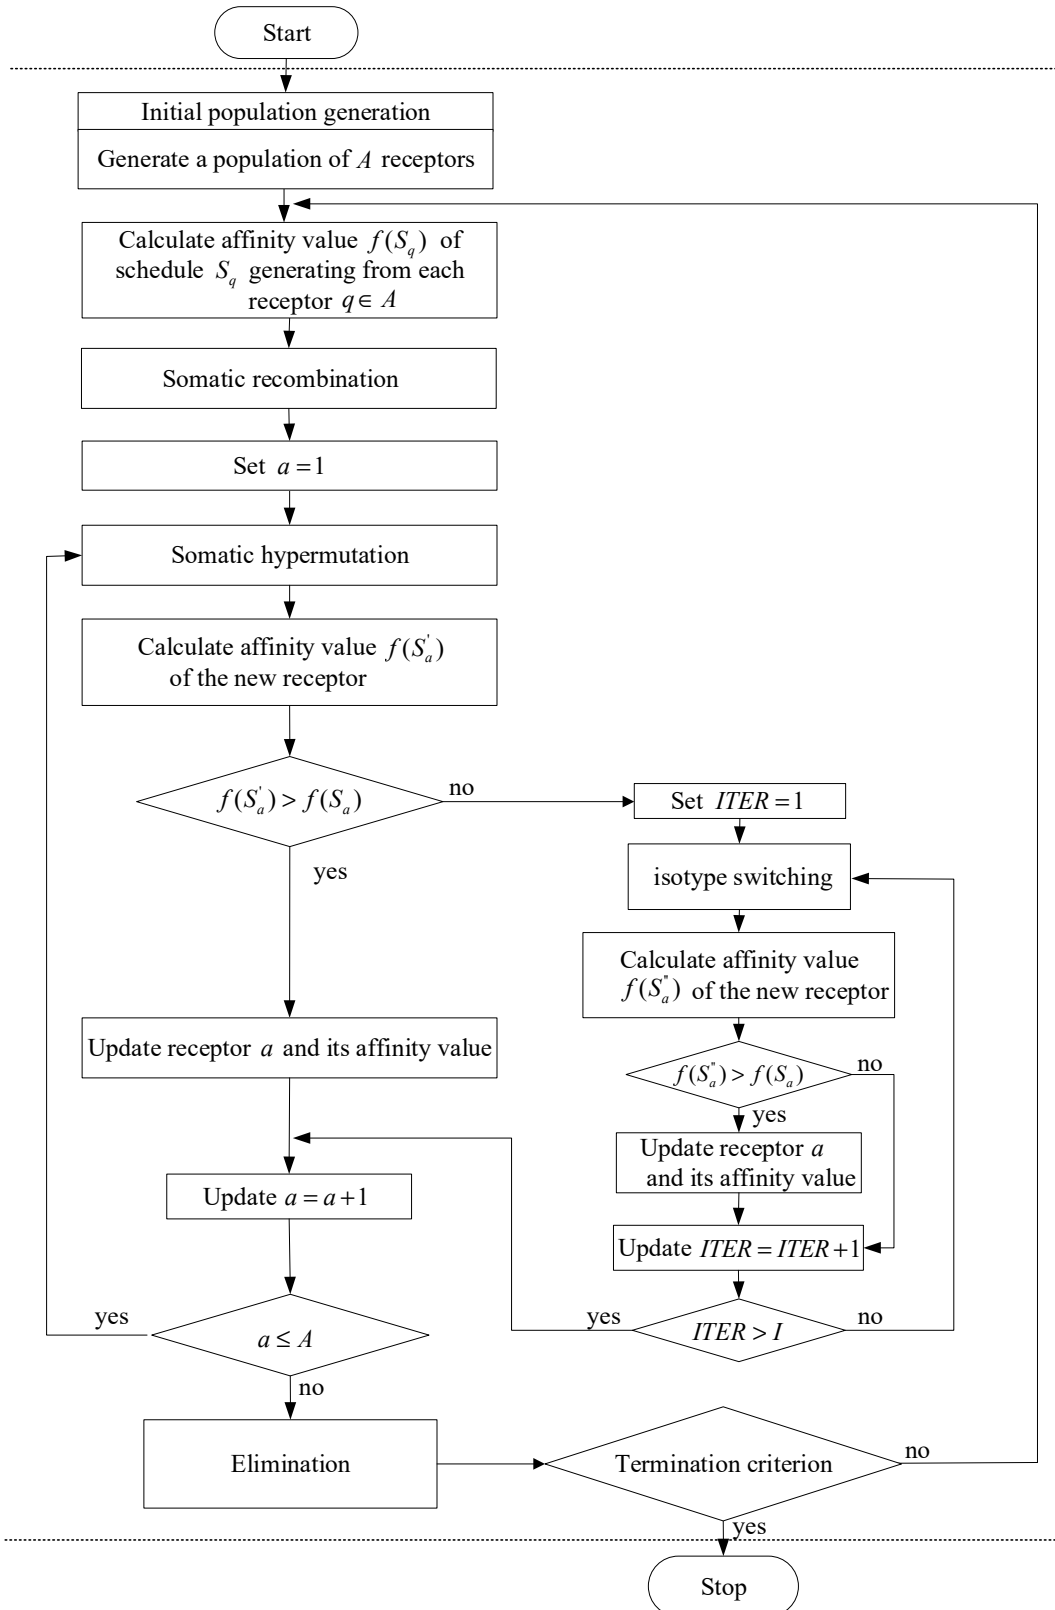 Start
Initial population generation
Generate a population of A receptors
Calculate affinity value f(S_q) of
schedule S_q generating from each
receptor q ∈ A
Somatic recombination
Set a = 1
Somatic hypermutation
Calculate affinity value f(S_a')
of the new receptor
f(S_a') > f(S_a)
no
yes
Set ITER = 1
isotype switching
Calculate affinity value
f(S_a") of the new receptor
f(S_a") > f(S_a)
no
yes
Update receptor a
and its affinity value
Update ITER = ITER + 1
ITER > I
yes
no
Update receptor a and its affinity value
Update a = a + 1
a ≤ A
yes
no
Elimination
Termination criterion
no
yes
Stop